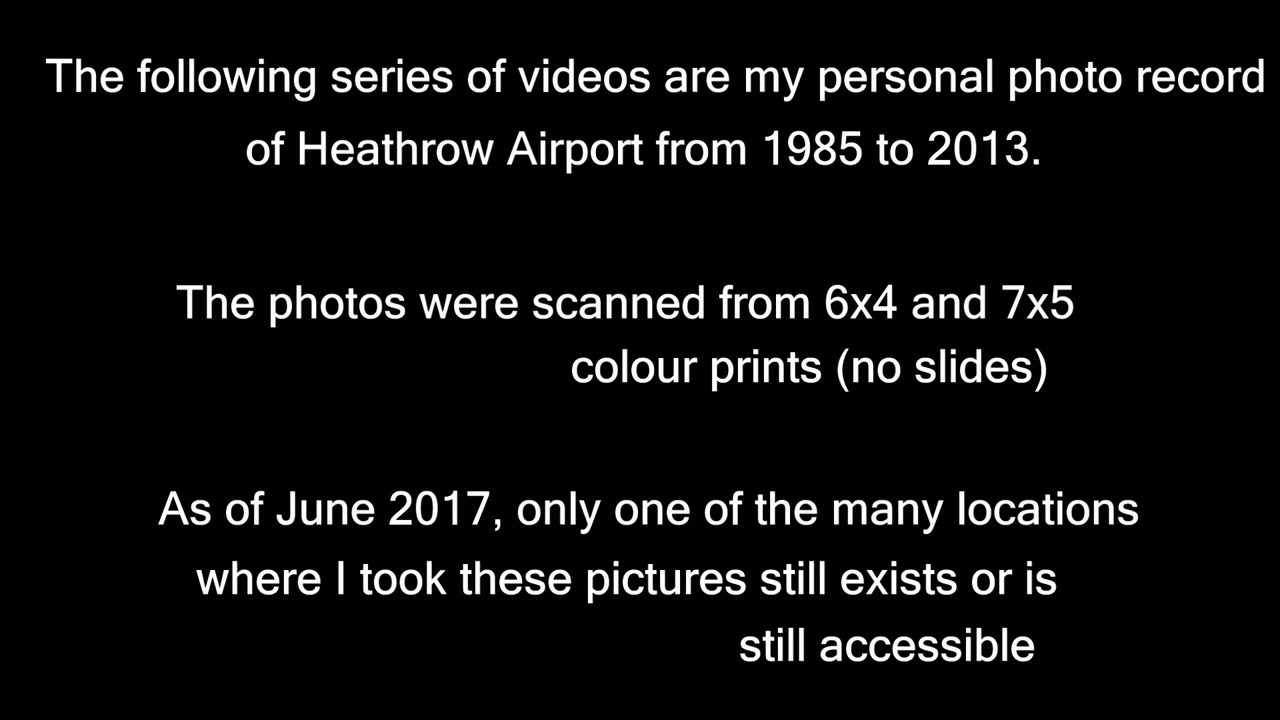 The following series of videos are my personal photo record
of Heathrow Airport from 1985 to 2013.
The photos were scanned from 6x4 and 7x5
colour prints (no slides)
As of June 2017, only one of the many locations
where I took these pictures still exists or is
still accessible